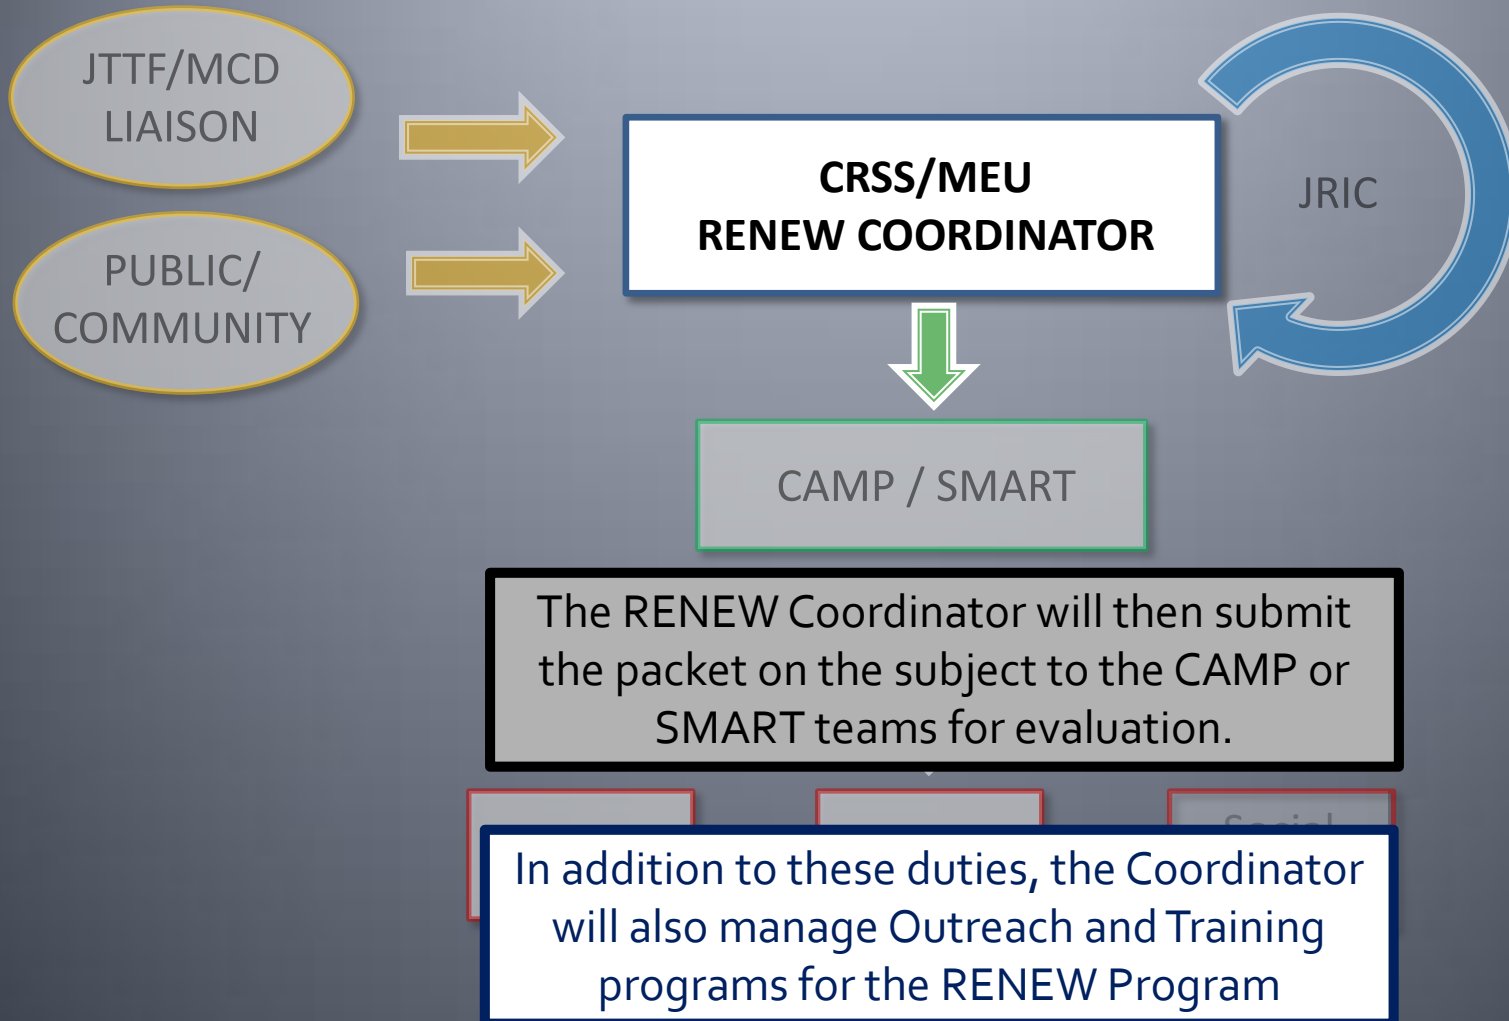 JTTF/MCD
LIAISON
PUBLIC/
COMMUNITY
CRSS/MEU
RENEW COORDINATOR
JRIC
CAMP / SMART
The RENEW Coordinator will then submit
the packet on the subject to the CAMP or
SMART teams for evaluation.
Social
In addition to these duties, the Coordinator
will also manage Outreach and Training
programs for the RENEW Program